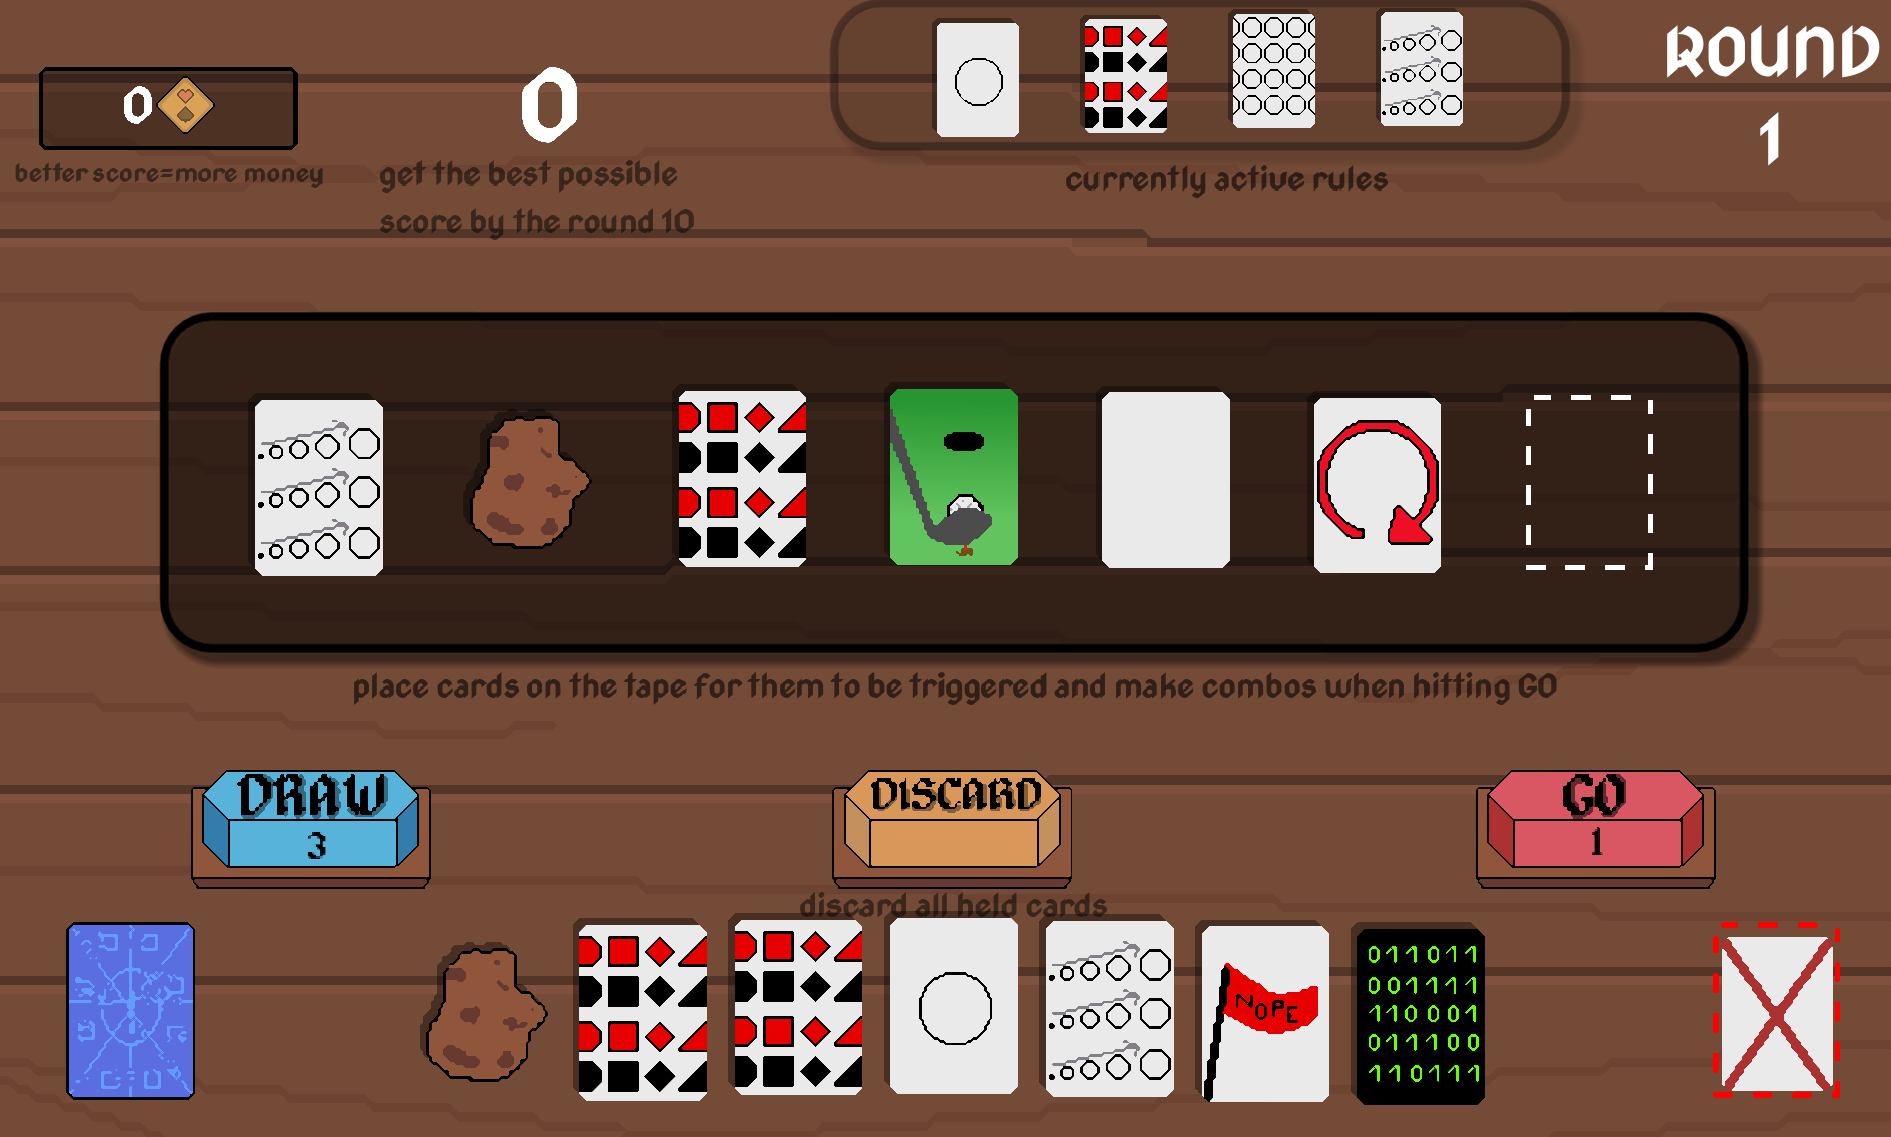 0
better score=more money
0
get the best possible
score by the round 10
currently active rules
ROUND
1
place cards on the tape for them to be triggered and make combos when hitting GO
DRAW
3
DISCARD
discard all held cards
GO
1
NOPE
011011
001111
110001
011100
110111